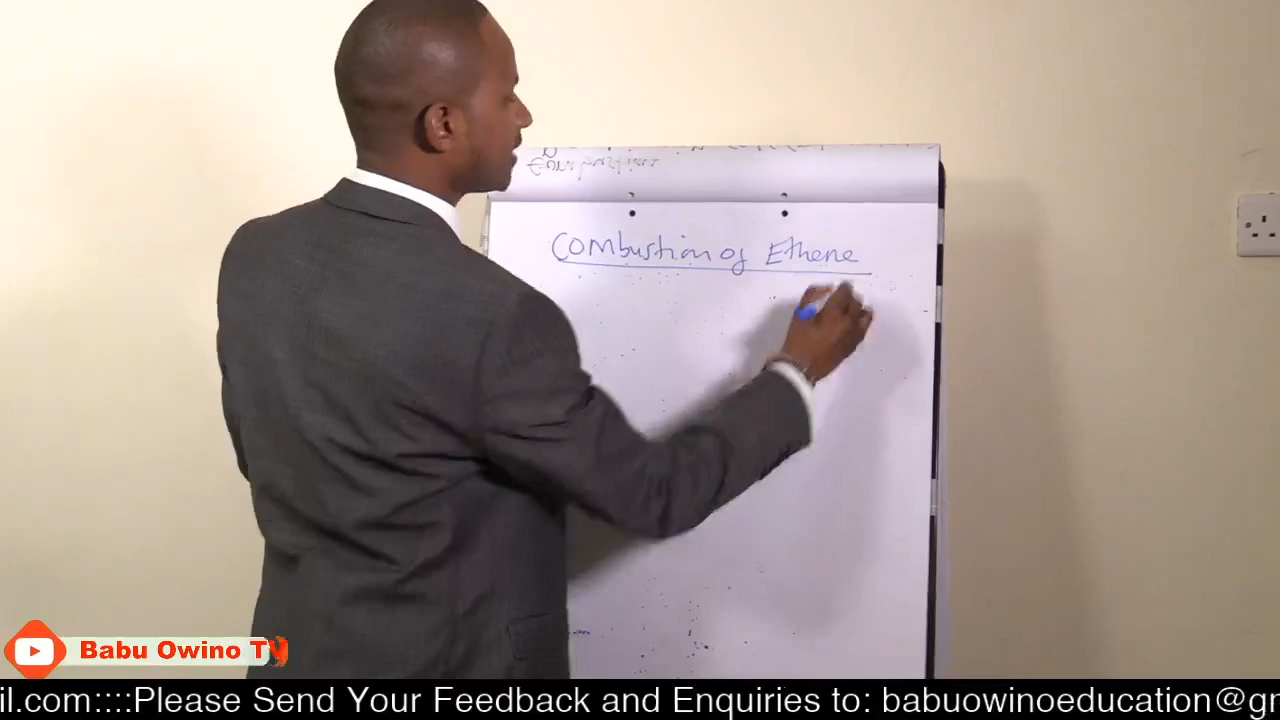 Combustion of Ethene
Babu Owino TV
il.com::::Please Send Your Feedback and Enquiries to: babuowinoeducation@gr